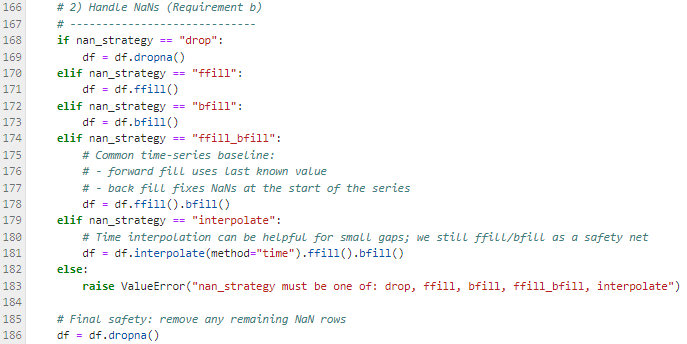 166 # 2) Handle NaNs (Requirement b)
167 # ----------------------------
168 if nan_strategy == "drop":
169 df = df.dropna()
170 elif nan_strategy == "ffill":
171 df = df.ffill()
172 elif nan_strategy == "bfill":
173 df = df.bfill()
174 elif nan_strategy == "ffill_bfill":
175 # Common time-series baseline:
176 # - forward fill uses last known value
177 # - back fill fixes NaNs at the start of the series
178 df = df.ffill().bfill()
179 elif nan_strategy == "interpolate":
180 # Time interpolation can be helpful for small gaps; we still ffill/bfill as a safety net
181 df = df.interpolate(method="time").ffill().bfill()
182 else:
183 raise ValueError("nan_strategy must be one of: drop, ffill, bfill, ffill_bfill, interpolate")
184
185 # Final safety: remove any remaining NaN rows
186 df = df.dropna()